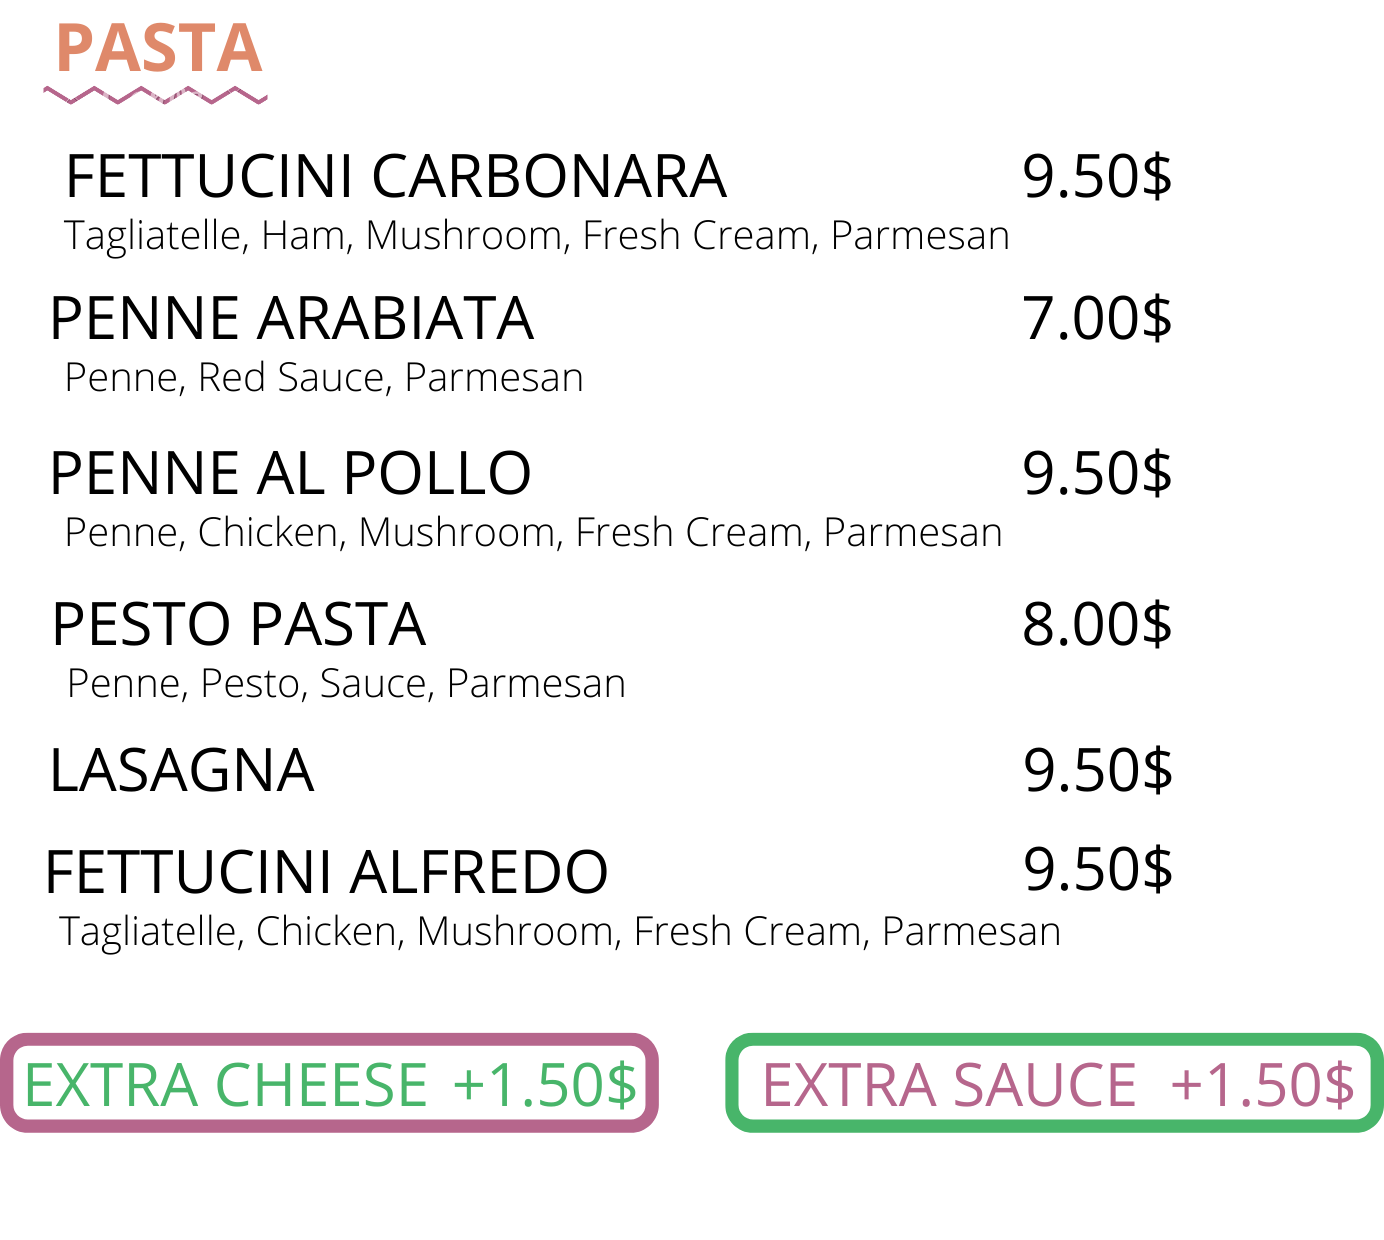 PASTA
FETTUCINI CARBONARA 9.50$
Tagliatelle, Ham, Mushroom, Fresh Cream, Parmesan
PENNE ARABIATA 7.00$
Penne, Red Sauce, Parmesan
PENNE AL POLLO 9.50$
Penne, Chicken, Mushroom, Fresh Cream, Parmesan
PESTO PASTA 8.00$
Penne, Pesto, Sauce, Parmesan
LASAGNA 9.50$
FETTUCINI ALFREDO 9.50$
Tagliatelle, Chicken, Mushroom, Fresh Cream, Parmesan
EXTRA CHEESE +1.50$ EXTRA SAUCE +1.50$